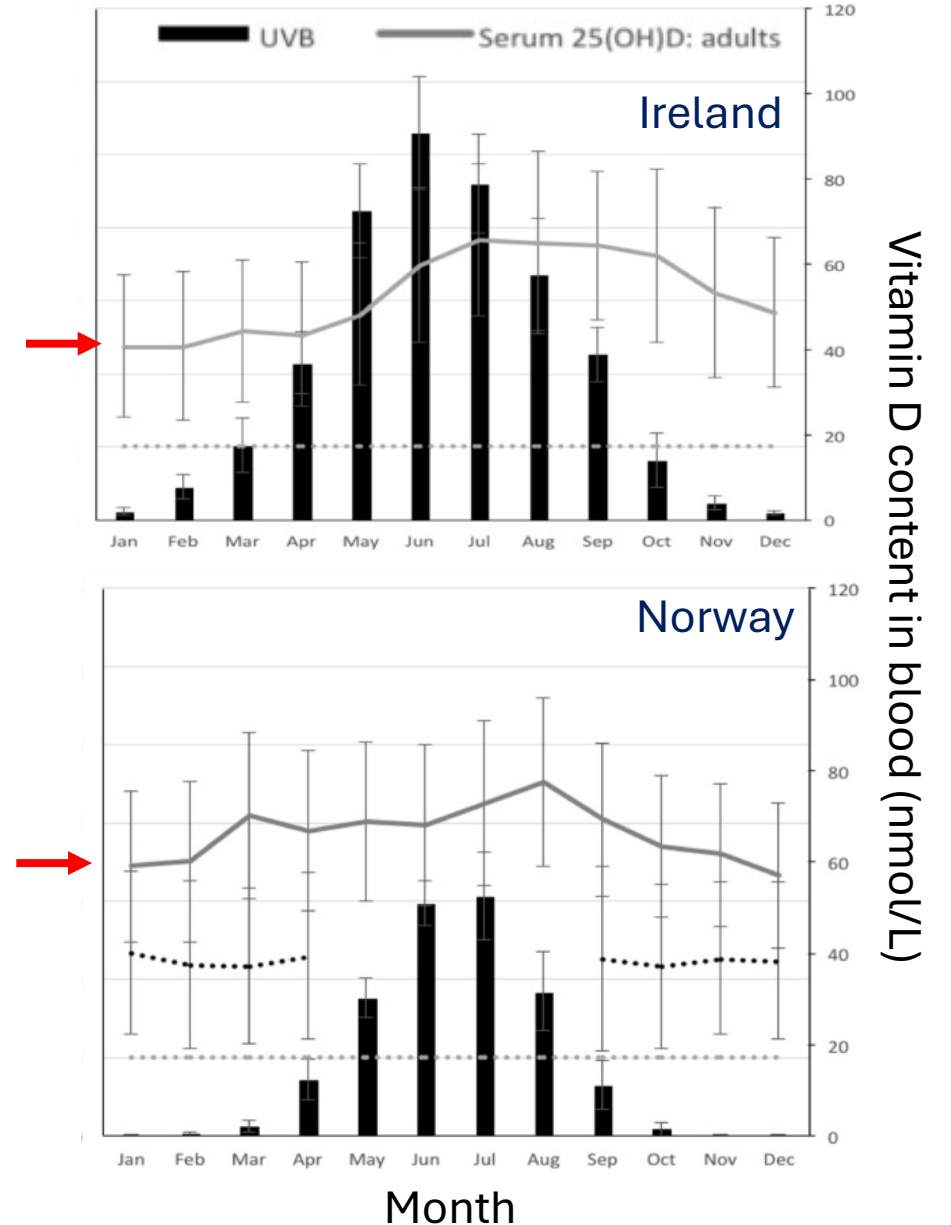 UVB Serum 25(OH)D: adults
Ireland
120
100
80
60
40
20
0
Jan Feb Mar Apr May Jun Jul Aug Sep Oct Nov Dec
Norway
120
100
80
60
40
20
0
Jan Feb Mar Apr May Jun Jul Aug Sep Oct Nov Dec
Month
Vitamin D content in blood (nmol/L)